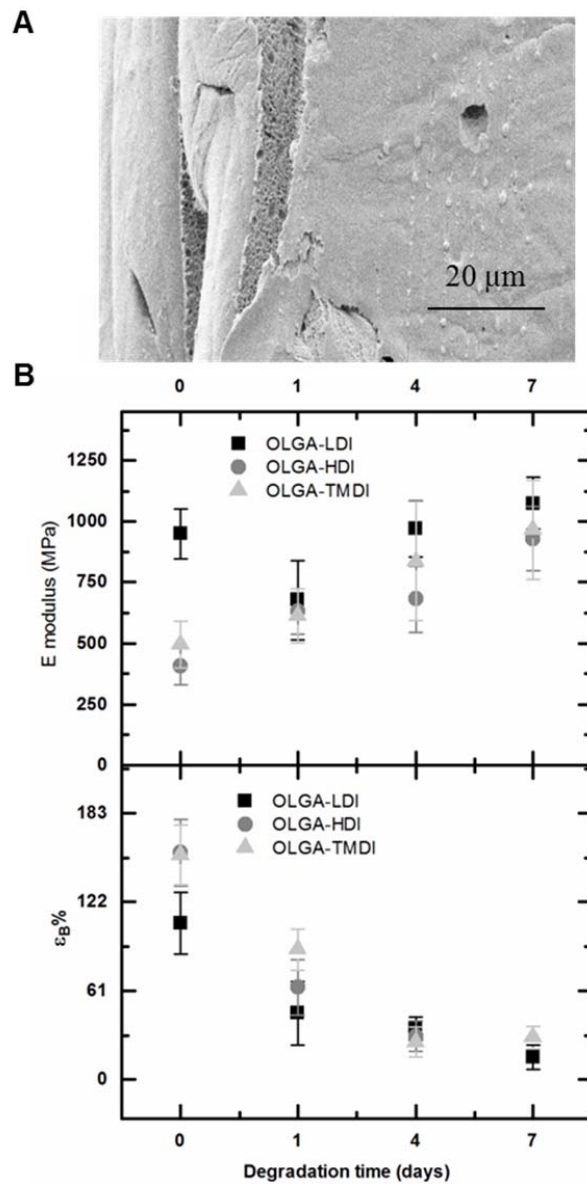 A
20 μm
B
0 1 4 7
1250
1000
750
500
250
0
E modulus (MPa)
OLGA-LDI
OLGA-HDI
OLGA-TMDI
183
122
61
0
εB%
OLGA-LDI
OLGA-HDI
OLGA-TMDI
0 1 4 7
Degradation time (days)